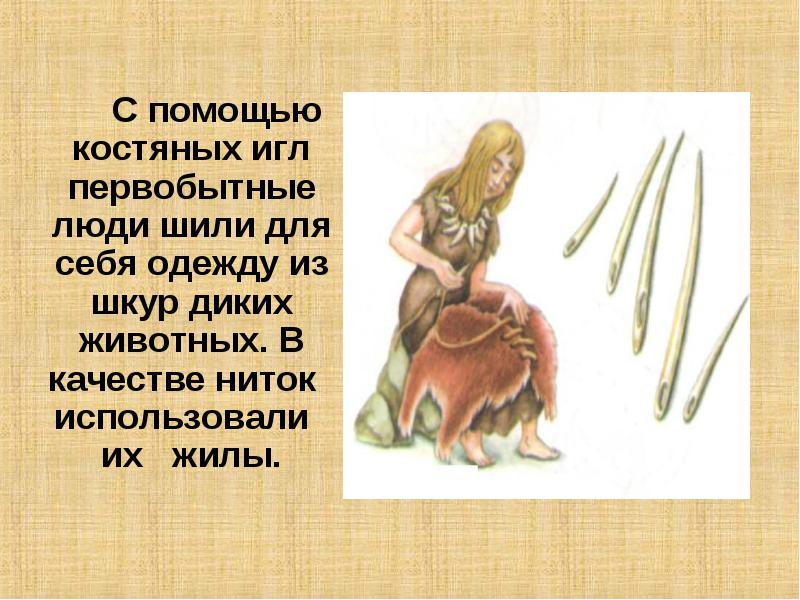 С помощью
костяных игл
первобытные
люди шили для
себя одежду из
шкур диких
животных. В
качестве ниток
использовали
их жилы.